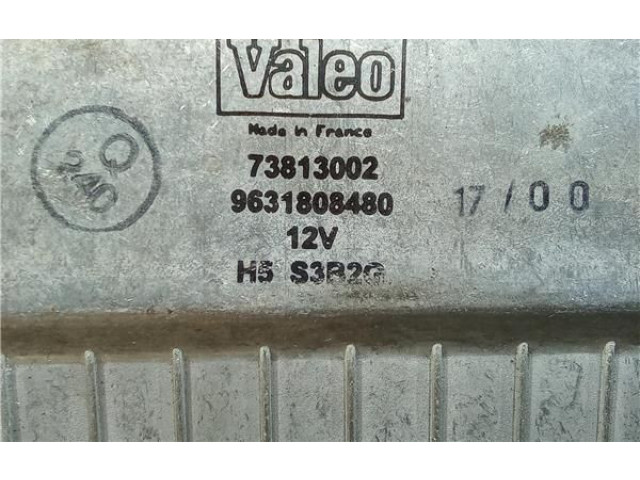 Valeo
Made in France
73813002
9631808480
17/00
12V
H5 S3B2G
Q
240